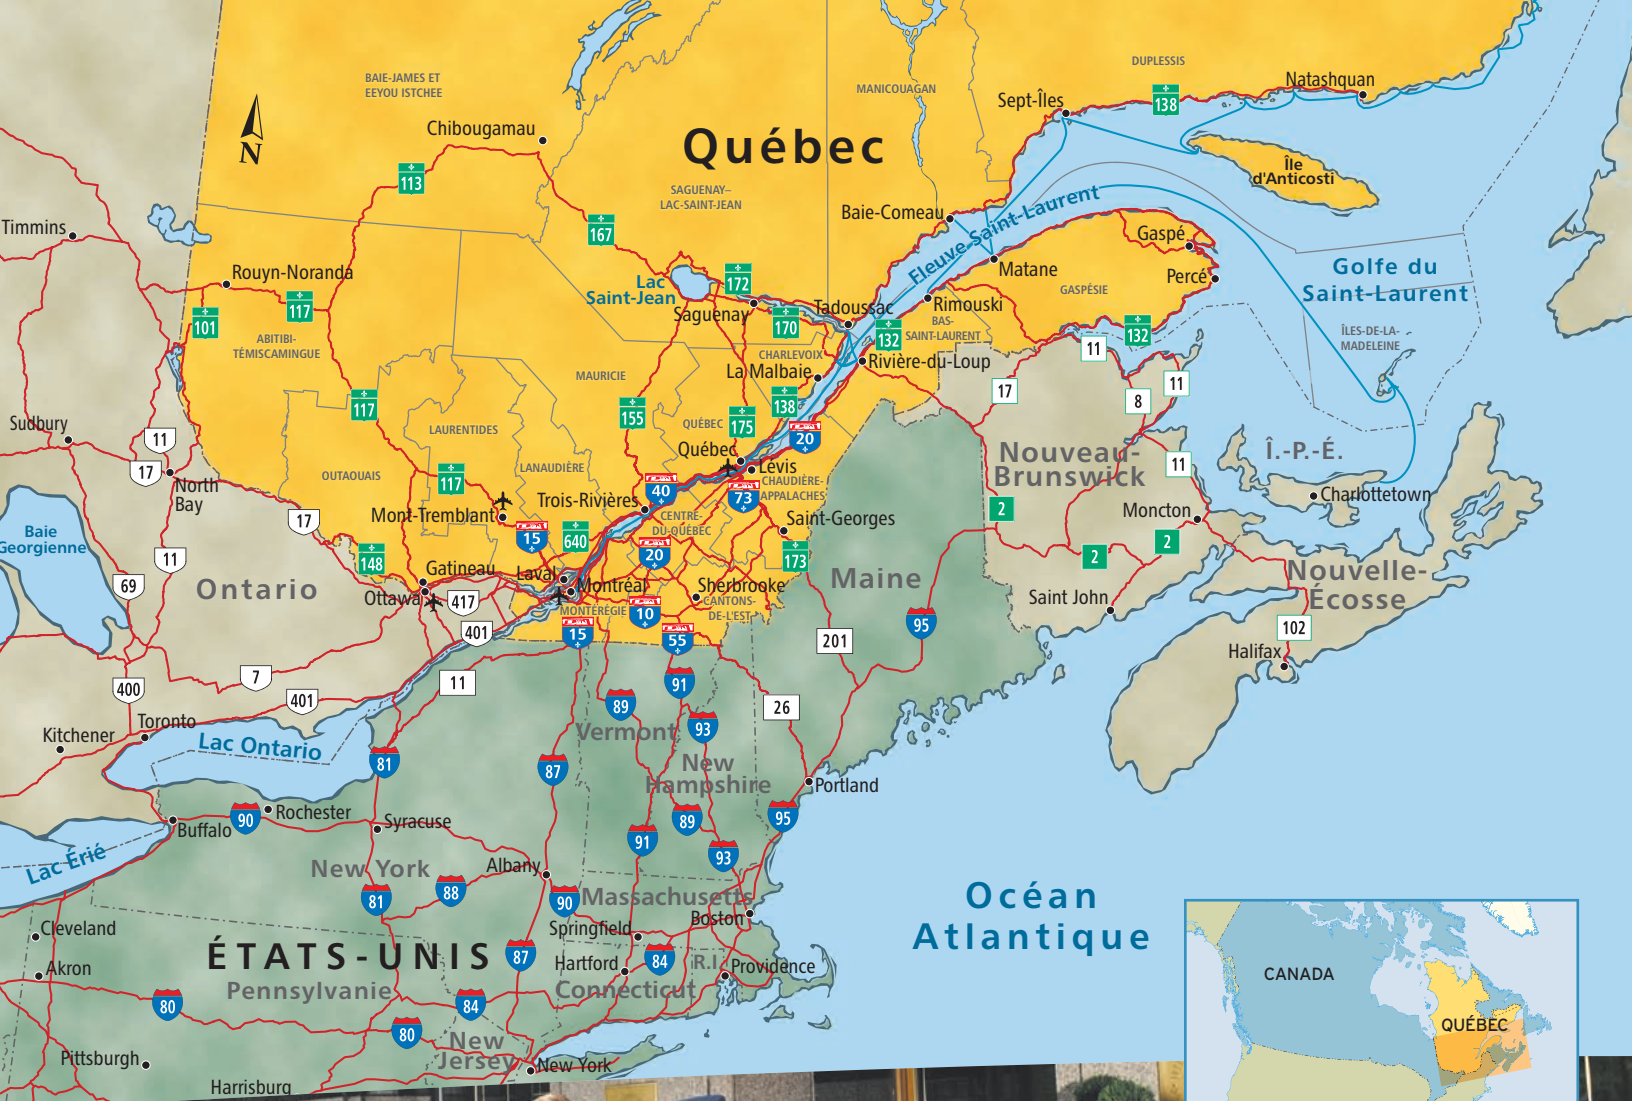 BAIE-JAMES ET
EEYOU ISTCHEE
MANICOUAGAN
DUPLESSIS
Natashquan
Sept-Îles
138
N
Chibougamau
Québec
113
Île
d'Anticosti
SAGUENAY–
LAC-SAINT-JEAN
Baie-Comeau
Fleuve Saint-Laurent
167
Timmins
Gaspé
Rouyn-Noranda
Matane
Percé
Golfe du
Saint-Laurent
Lac
Saint-Jean
172
GASPÉSIE
117
101
Saguenay
170
Tadoussac
Rimouski
BAS-
SAINT-LAURENT
132
132
ÎLES-DE-LA-
MADELEINE
ABITIBI-
TÉMISCAMINGUE
CHARLEVOIX
La Malbaie
Rivière-du-Loup
11
MAURICIE
17
11
8
117
155
138
175
QUÉBEC
20
Sudbury
11
17
LAURENTIDES
LANAUDIÈRE
Québec
Lévis
CHAUDIÈRE-
APPALACHES
Nouveau-
Brunswick
Î.-P.-É.
11
North
Bay
OUTAOUAIS
117
40
73
Charlottetown
Mont-Tremblant
Trois-Rivières
CENTRE-
DU-QUÉBEC
Saint-Georges
2
Moncton
17
15
640
20
173
2
2
Baie
Georgienne
11
148
69
Gatineau
Laval
Montréal
Sherbrooke
CANTONS-
DE-L'EST
Maine
Nouvelle-
Écosse
Ontario
Ottawa
417
MONTÉRÉGIE
10
Saint John
401
15
55
201
95
102
Halifax
7
400
401
11
91
89
26
93
Vermont
Kitchener
Toronto
Lac Ontario
81
87
New
Hampshire
Portland
90
Rochester
Buffalo
Syracuse
89
95
91
93
Lac Érié
New York
Albany
81
88
90
Massachusetts
Boston
Springfield
Océan
Atlantique
Cleveland
ÉTATS-UNIS
87
Hartford
84
R.I.
Providence
Akron
Pennsylvanie
Connecticut
80
84
80
New
Jersey
Pittsburgh
New York
Harrisburg
CANADA
QUÉBEC